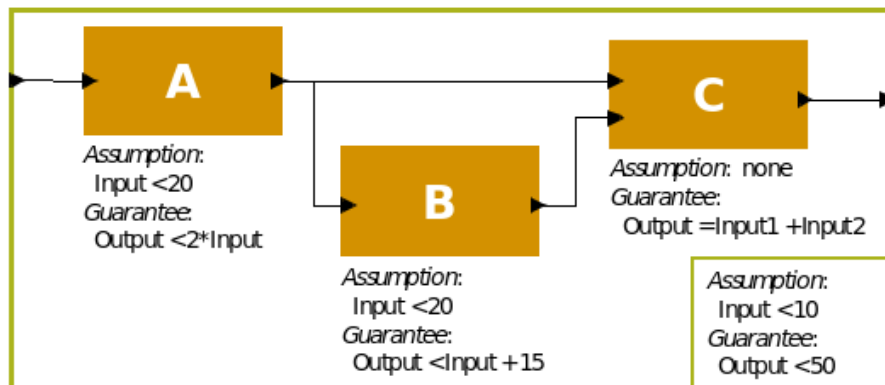 A
Assumption:
Input <20
Guarantee:
Output <2*Input
B
Assumption:
Input <20
Guarantee:
Output <Input +15
C
Assumption: none
Guarantee:
Output =Input1 +Input2
Assumption:
Input <10
Guarantee:
Output <50